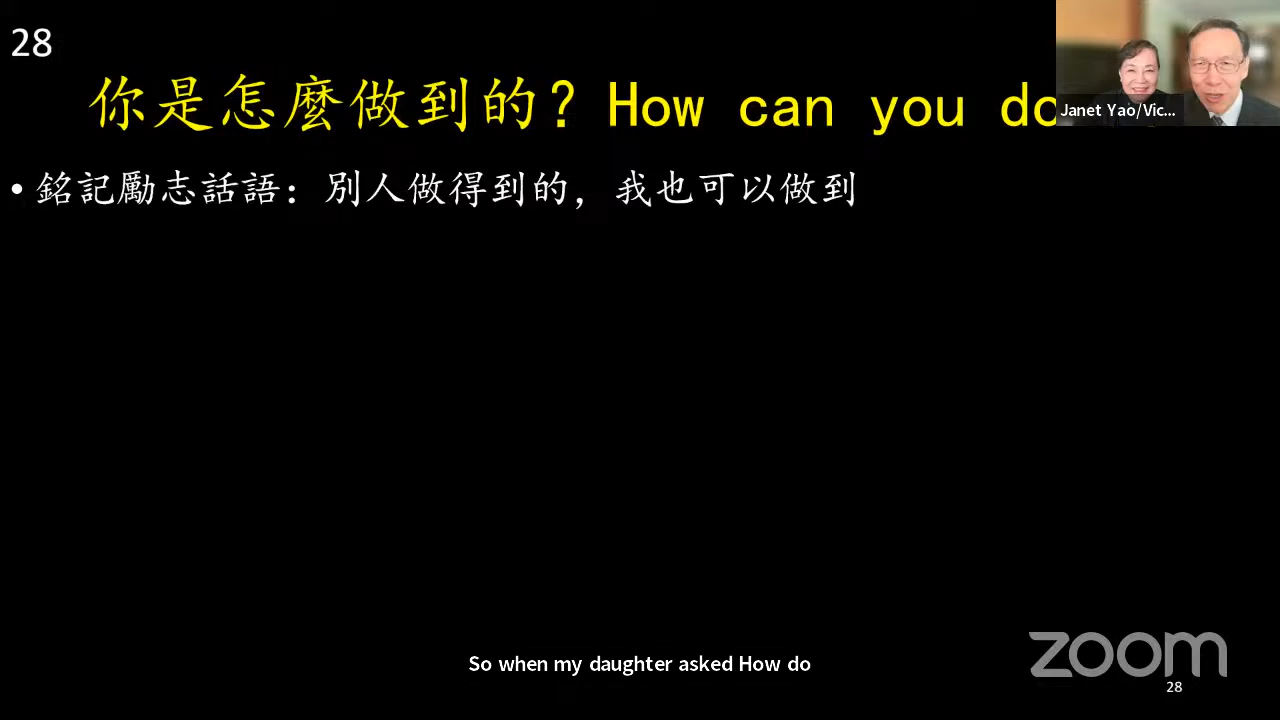 28
你是怎麼做到的？How can you do
Janet Yao/Vic...
• 銘記勵志話語：別人做得到的，我也可以做到
So when my daughter asked How do
zoom
28